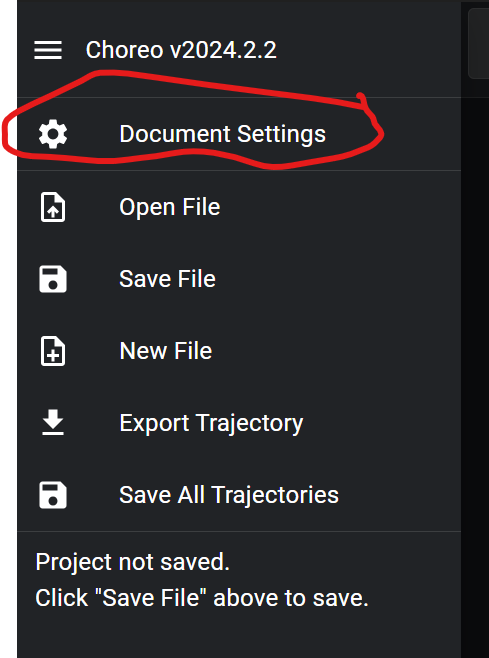 Choreo v2024.2.2
Document Settings
Open File
Save File
New File
Export Trajectory
Save All Trajectories
Project not saved.
Click "Save File" above to save.